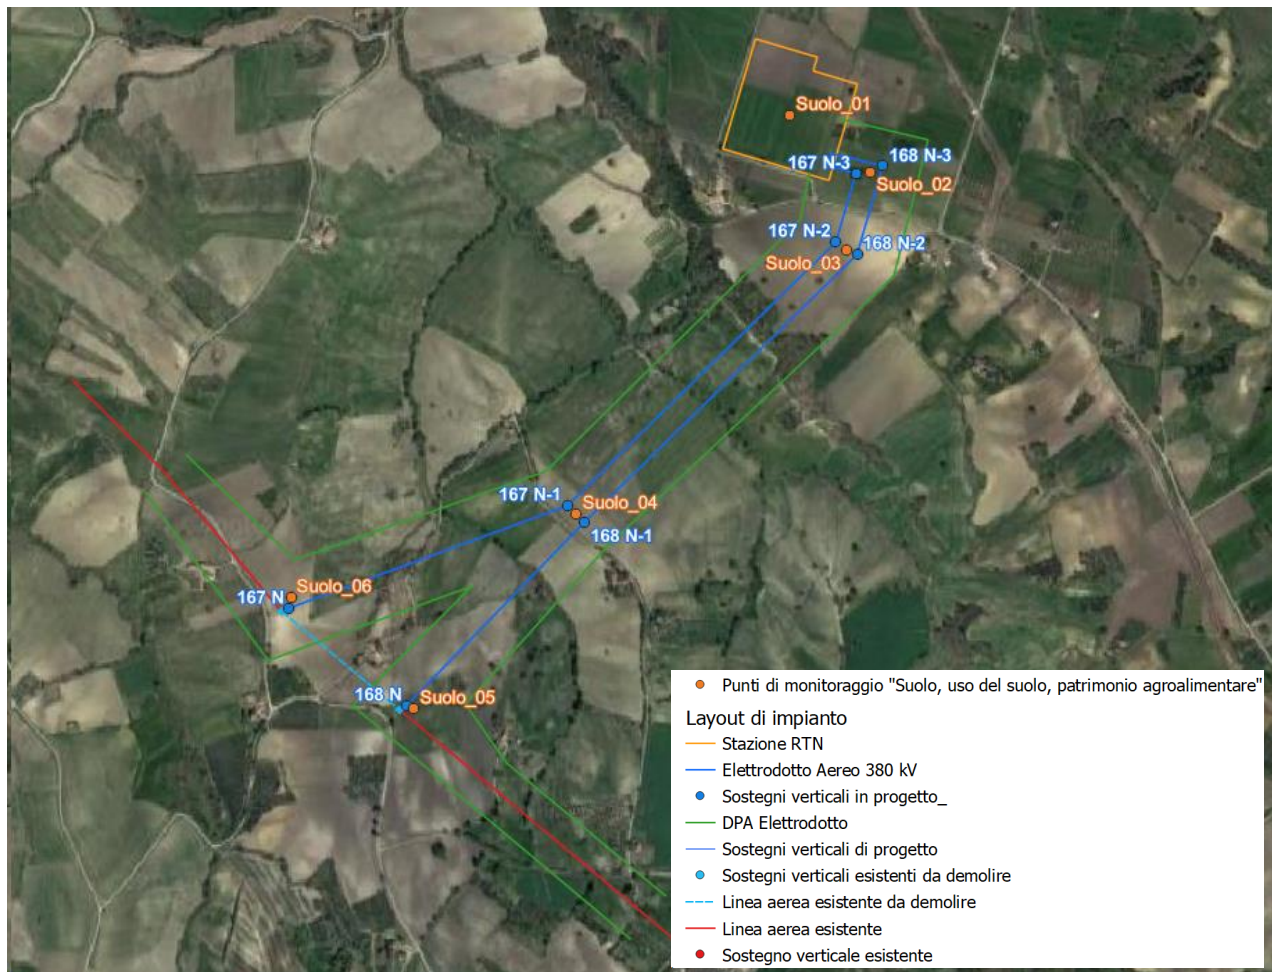 Suolo_01
167 N-3
168 N-3
Suolo_02
167 N-2
168 N-2
Suolo_03
167 N-1
Suolo_04
168 N-1
Suolo_06
167 N
168 N
Suolo_05
Punti di monitoraggio "Suolo, uso del suolo, patrimonio agroalimentare"
Layout di impianto
Stazione RTN
Elettrodotto Aereo 380 kV
Sostegni verticali in progetto_
DPA Elettrodotto
Sostegni verticali di progetto
Sostegni verticali esistenti da demolire
Linea aerea esistente da demolire
Linea aerea esistente
Sostegno verticale esistente